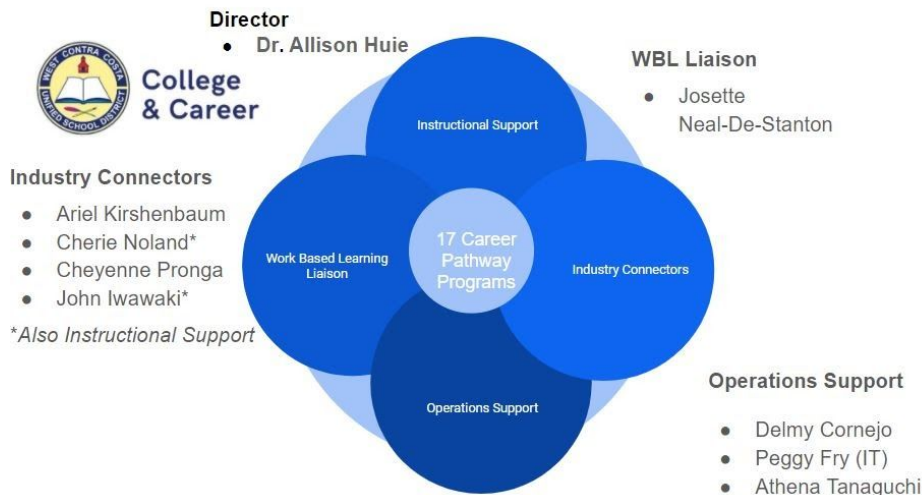 Director
● Dr. Allison Huie
WEST CONTRA COSTA
UNIFIED SCHOOL DISTRICT
College
& Career
WBL Liaison
● Josette
Neal-De-Stanton
Industry Connectors
● Ariel Kirshenbaum
● Cherie Noland*
● Cheyenne Pronga
● John Iwawaki*
*Also Instructional Support
Instructional Support
Work Based Learning
Liaison
17 Career
Pathway
Programs
Industry Connectors
Operations Support
Operations Support
● Delmy Cornejo
● Peggy Fry (IT)
● Athena Tanaguchi